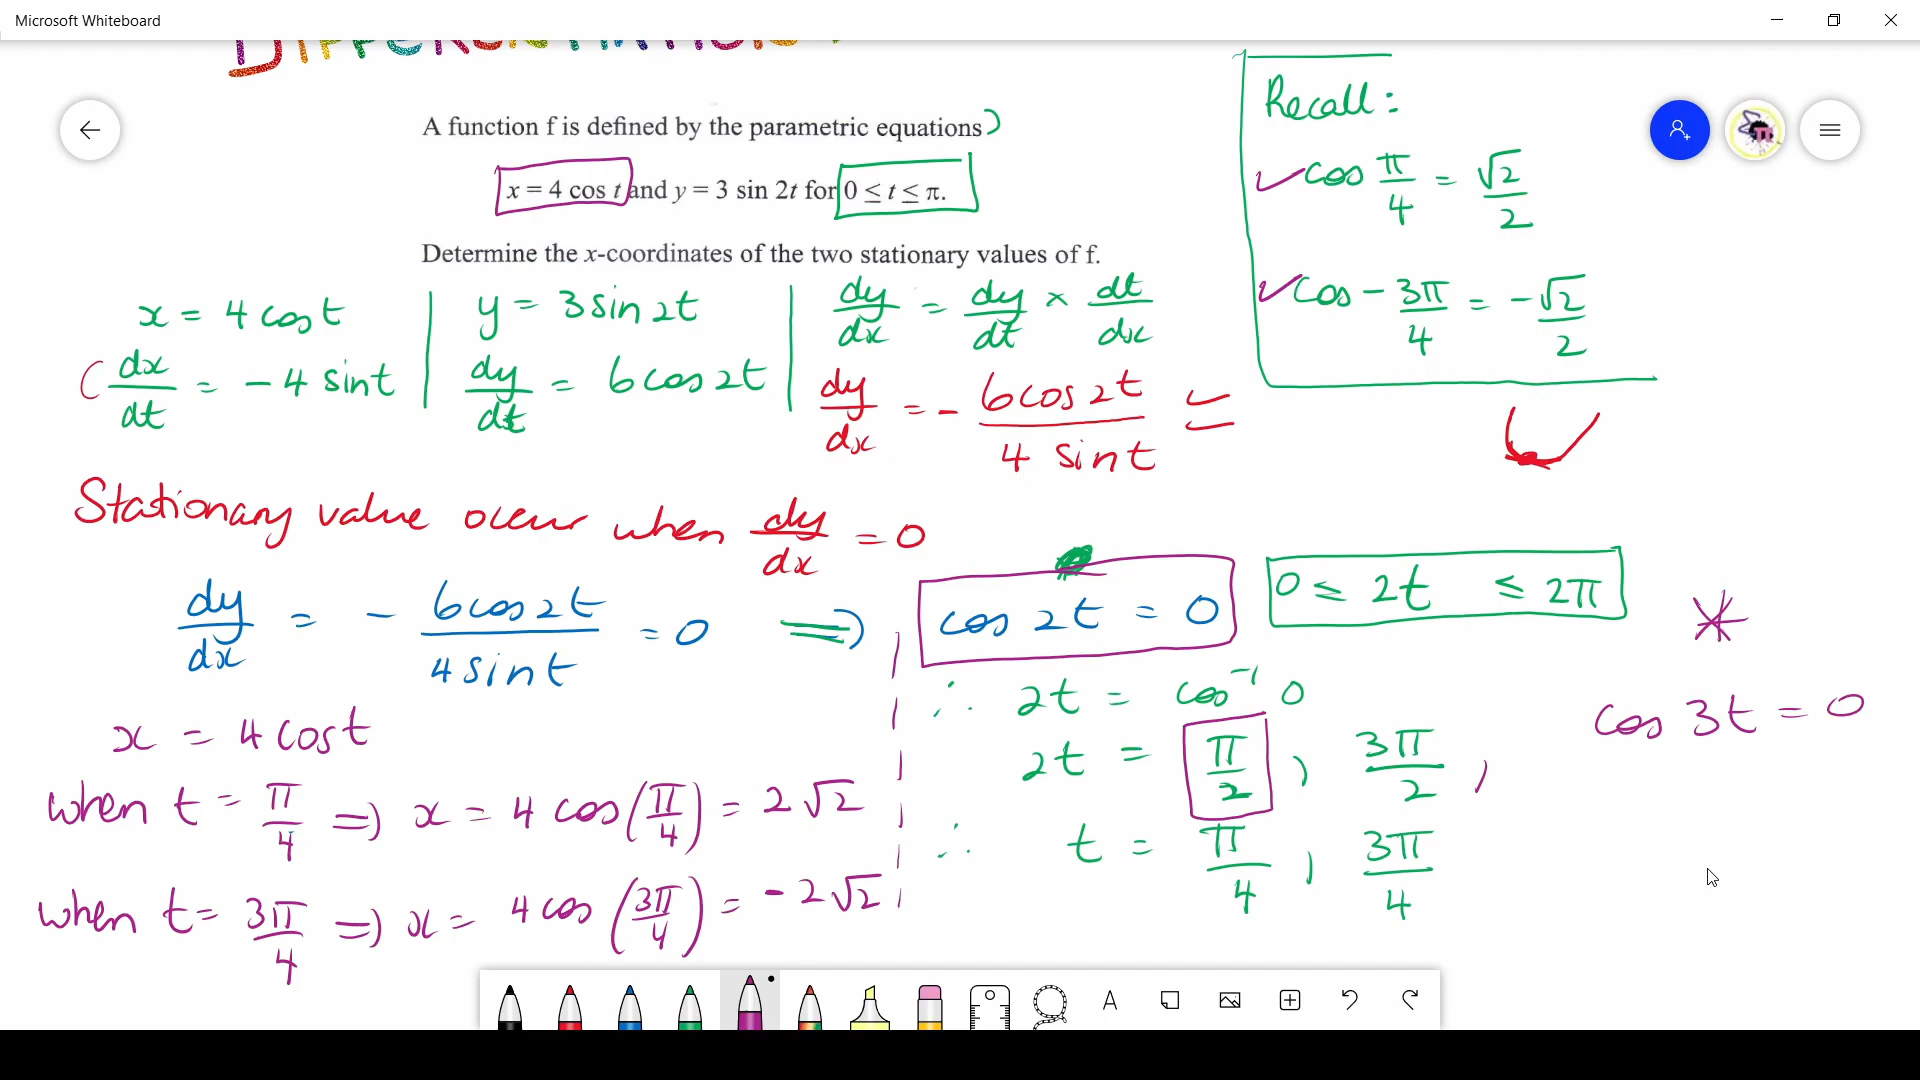 Microsoft Whiteboard
DIFFERENTIATION
A function f is defined by the parametric equations
x = 4 cos t and y = 3 sin 2t for 0 ≤ t ≤ π.
Determine the x-coordinates of the two stationary values of f.
Recall:
cos π/4 = √2/2
cos - 3π/4 = -√2/2
x = 4 cos t
dx/dt = - 4 sin t
y = 3 sin 2t
dy/dt = 6 cos 2t
dy/dx = dy/dt × dt/dx
dy/dx = - 6 cos 2t / 4 sin t
Stationary value occur when dy/dx = 0
dy/dx = - 6 cos 2t / 4 sin t = 0 ⇒ cos 2t = 0
0 ≤ 2t ≤ 2π
∴ 2t = cos⁻¹ 0
2t = π/2 , 3π/2 ,
∴ t = π/4 , 3π/4
*
cos 3t = 0
x = 4 cos t
when t = π/4 ⇒ x = 4 cos (π/4) = 2√2
when t = 3π/4 ⇒ x = 4 cos (3π/4) = - 2√2